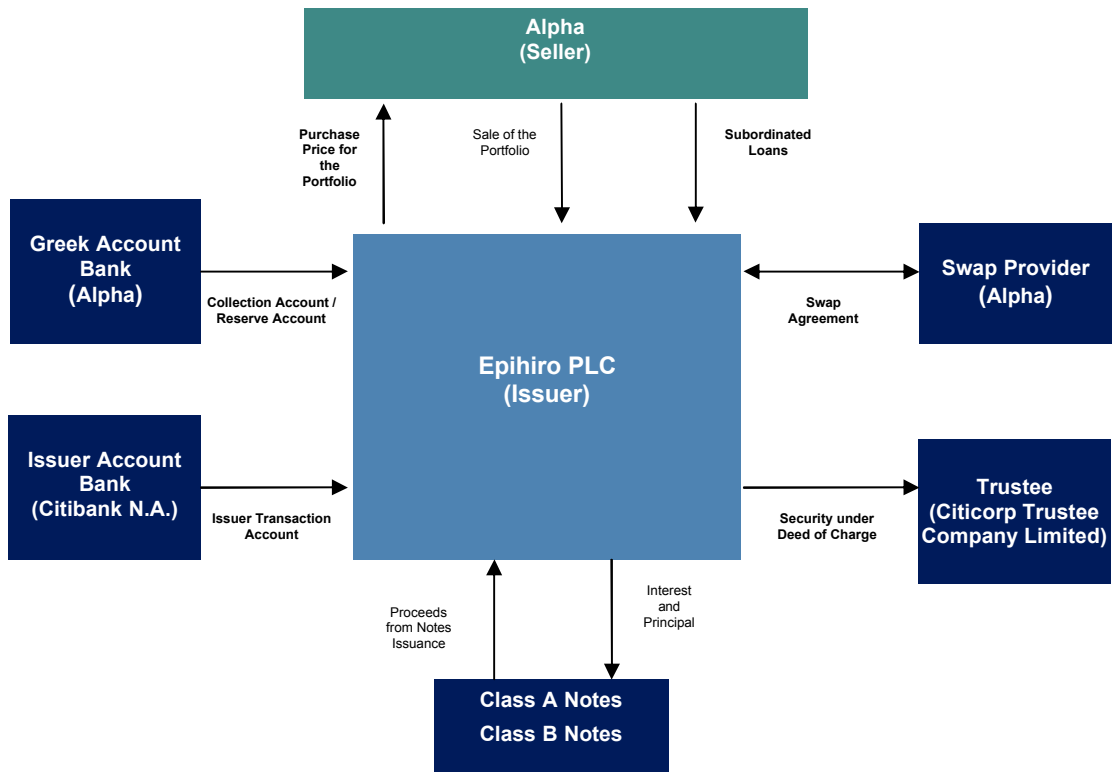 Alpha
(Seller)
Purchase
Price for
the
Portfolio
Sale of the
Portfolio
Subordinated
Loans
Greek Account
Bank
(Alpha)
Collection Account /
Reserve Account
Epihiro PLC
(Issuer)
Swap
Agreement
Swap Provider
(Alpha)
Issuer Account
Bank
(Citibank N.A.)
Issuer Transaction
Account
Security under
Deed of Charge
Trustee
(Citicorp Trustee
Company Limited)
Proceeds
from Notes
Issuance
Interest
and
Principal
Class A Notes
Class B Notes